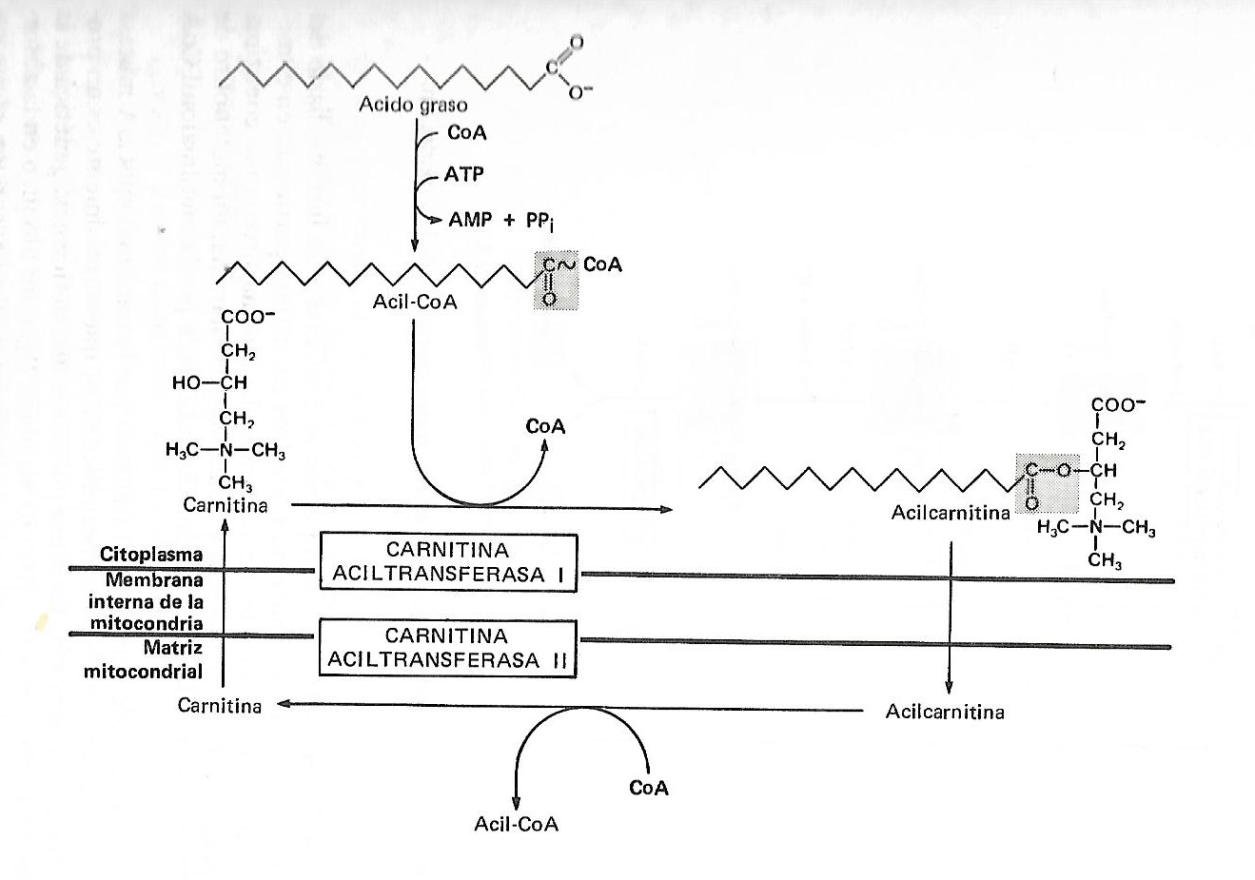 O
C
O−
Acido graso
CoA
ATP
AMP + PPi
C~ CoA
O
Acil-CoA
COO−
CH2
HO—CH
CH2
H3C—N—CH3
CH3
Carnitina
CoA
COO−
CH2
C—O—CH
O
CH2
Acilcarnitina
H3C—N—CH3
CH3
Citoplasma
CARNITINA
ACILTRANSFERASA I
Membrana
interna de la
mitocondria
CARNITINA
ACILTRANSFERASA II
Matriz
mitocondrial
Carnitina
Acilcarnitina
CoA
Acil-CoA